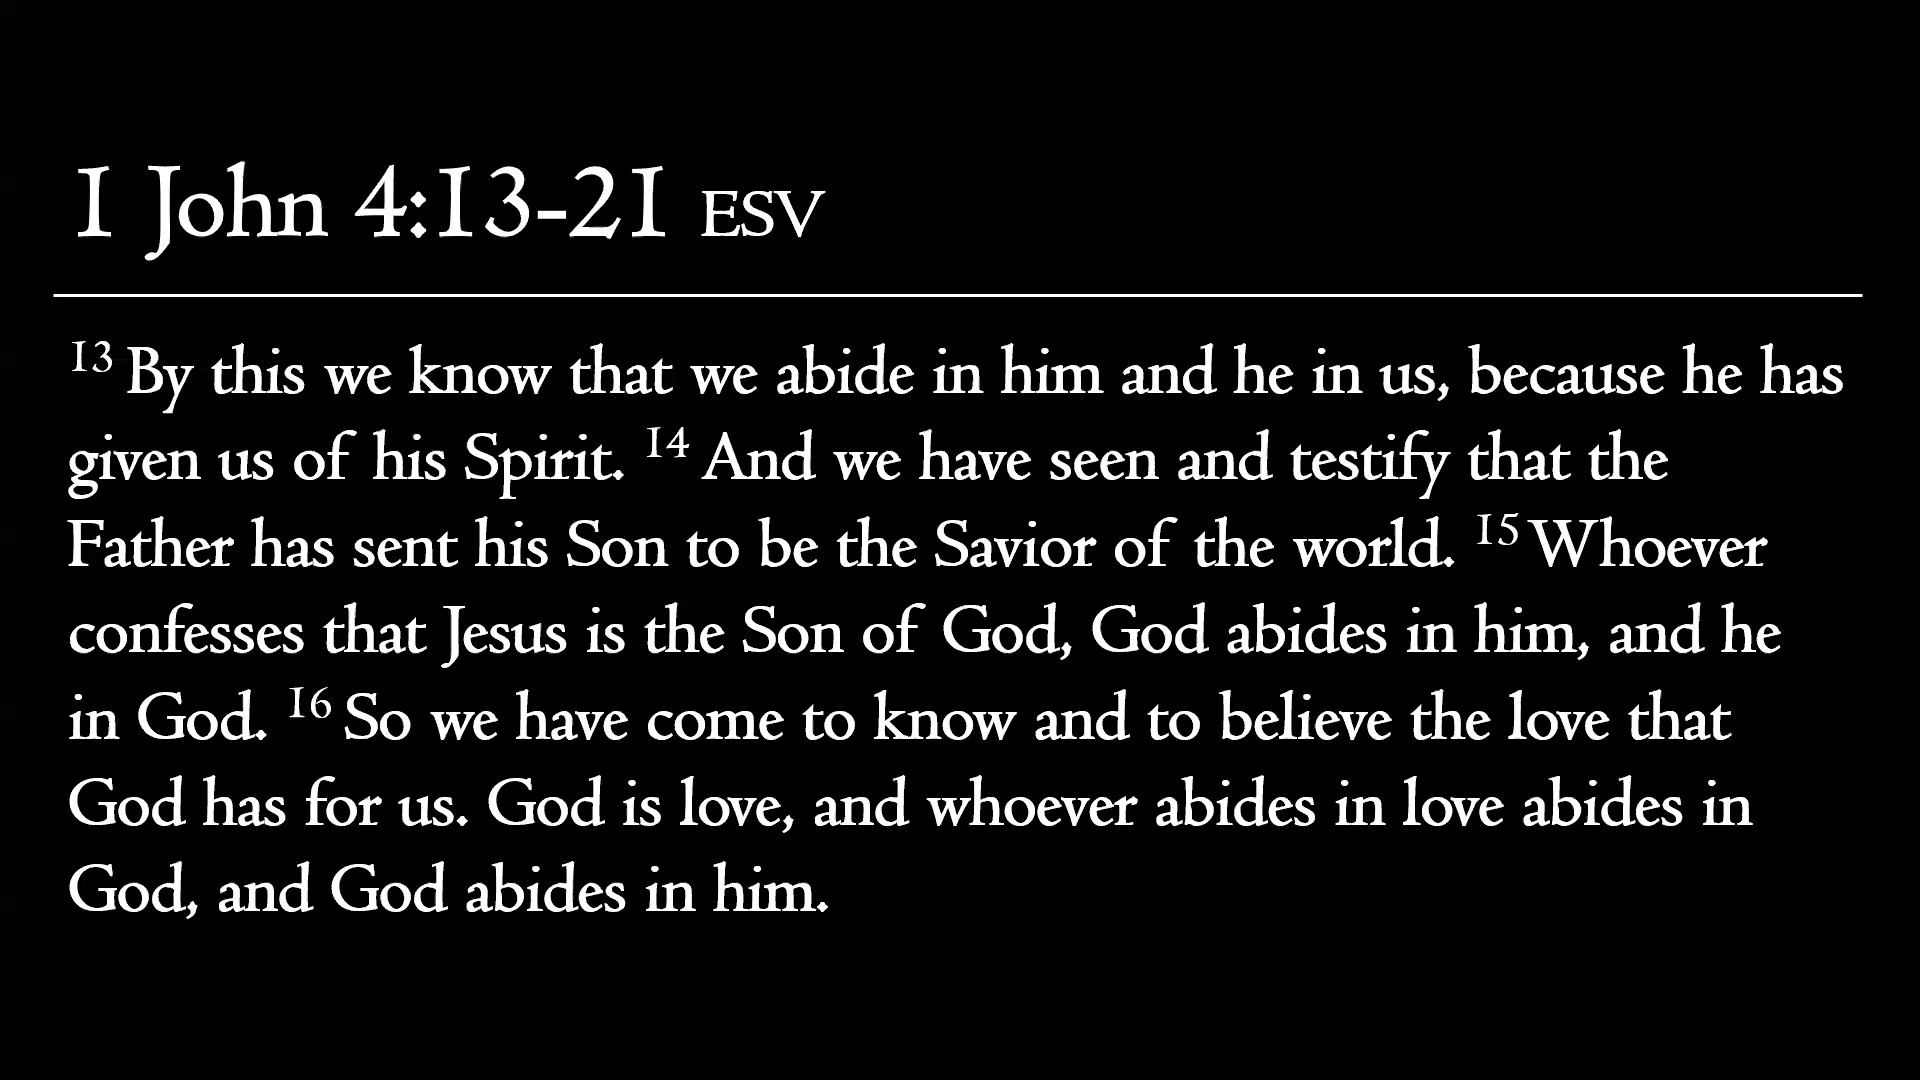 1 John 4:13-21 ESV
13 By this we know that we abide in him and he in us, because he has
given us of his Spirit. 14 And we have seen and testify that the
Father has sent his Son to be the Savior of the world. 15 Whoever
confesses that Jesus is the Son of God, God abides in him, and he
in God. 16 So we have come to know and to believe the love that
God has for us. God is love, and whoever abides in love abides in
God, and God abides in him.